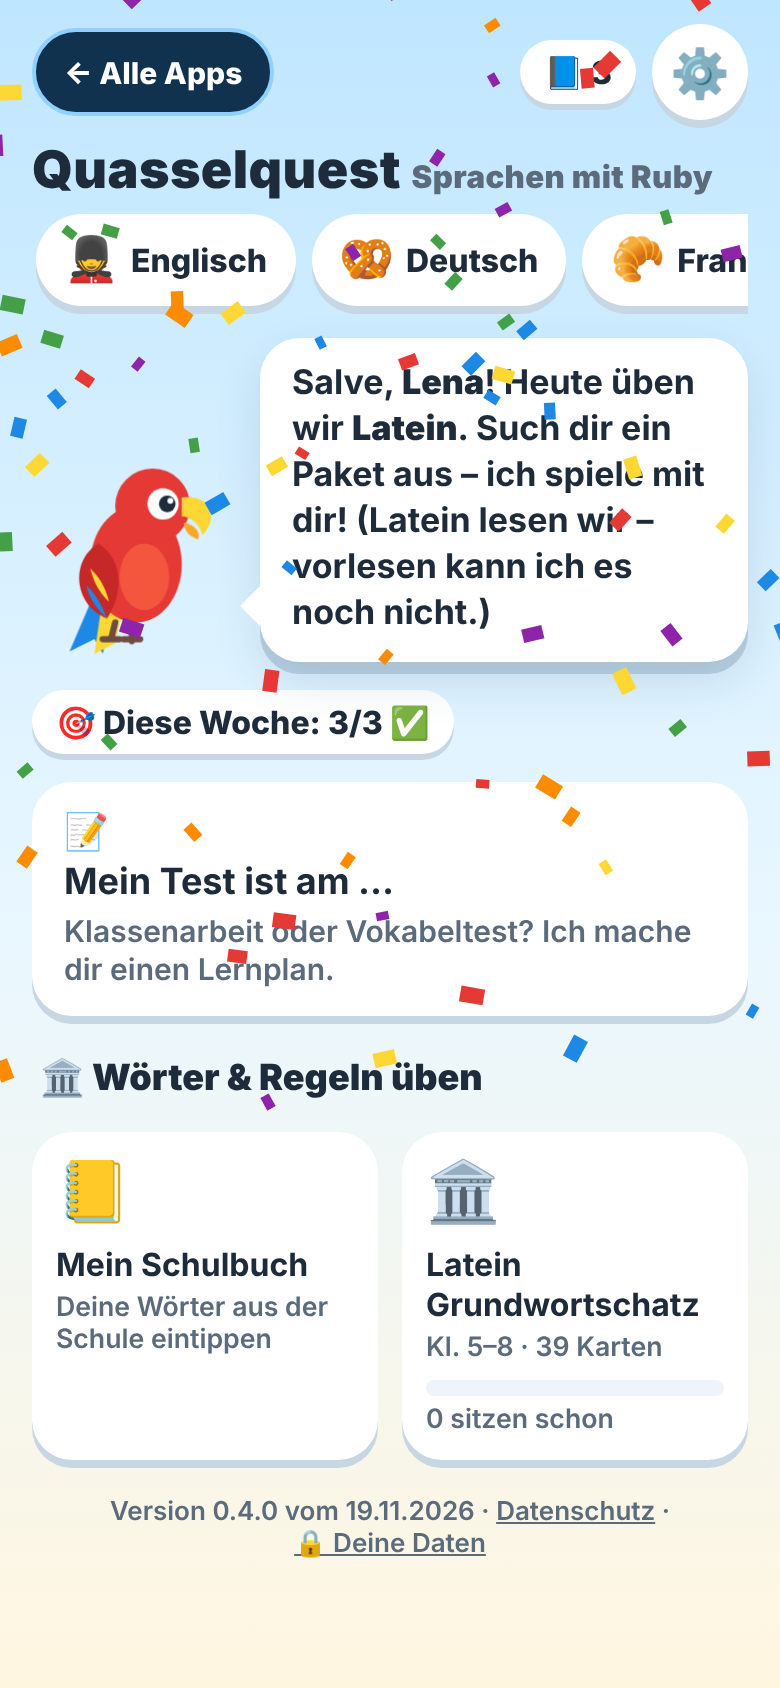 ← Alle Apps
Quasselquest Sprachen mit Ruby
Englisch
Deutsch
Fran
Salve, Lena! Heute üben
wir Latein. Such dir ein
Paket aus – ich spiele mit
dir! (Latein lesen wir –
vorlesen kann ich es
noch nicht.)
Diese Woche: 3/3
Mein Test ist am ...
Klassenarbeit oder Vokabeltest? Ich mache
dir einen Lernplan.
Wörter & Regeln üben
Mein Schulbuch
Deine Wörter aus der
Schule eintippen
Latein
Grundwortschatz
Kl. 5–8 · 39 Karten
0 sitzen schon
Version 0.4.0 vom 19.11.2026 · Datenschutz ·
Deine Daten